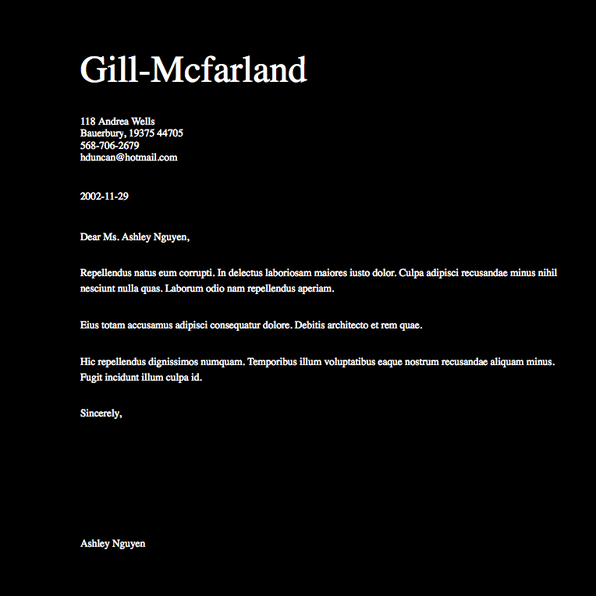 Gill-Mcfarland
118 Andrea Wells
Bauerbury, 19375 44705
568-706-2679
hduncan@hotmail.com
2002-11-29
Dear Ms. Ashley Nguyen,
Repellendus natus eum corrupti. In delectus laboriosam maiores iusto dolor. Culpa adipisci recusandae minus nihil
nesciunt nulla quas. Laborum odio nam repellendus aperiam.
Eius totam accusamus adipisci consequatur dolore. Debitis architecto et rem quae.
Hic repellendus dignissimos numquam. Temporibus illum voluptatibus eaque nostrum recusandae aliquam minus.
Fugit incidunt illum culpa id.
Sincerely,
Ashley Nguyen